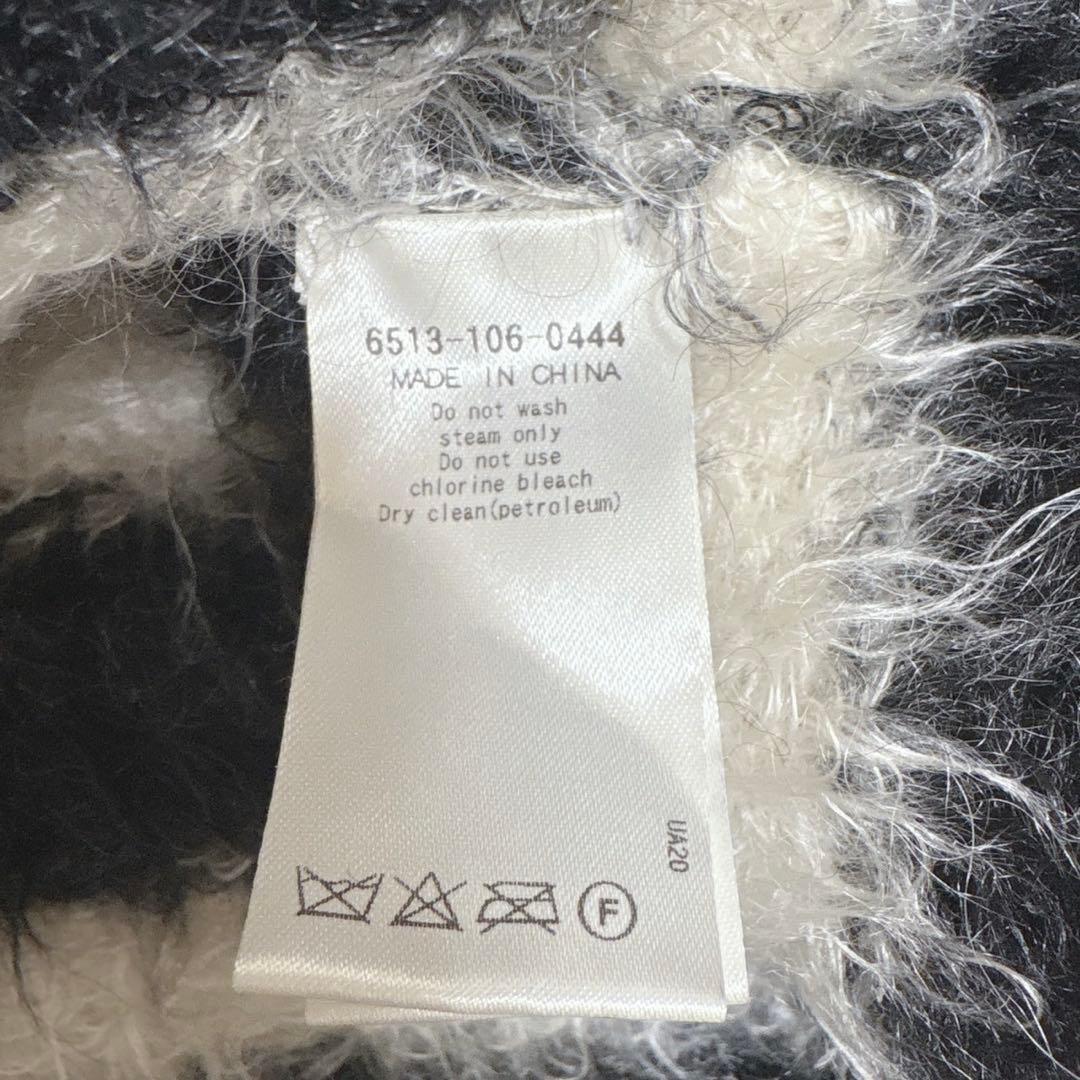 6513-106-0444
MADE IN CHINA
Do not wash
steam only
Do not use
chlorine bleach
Dry clean(petroleum)
UA20
F